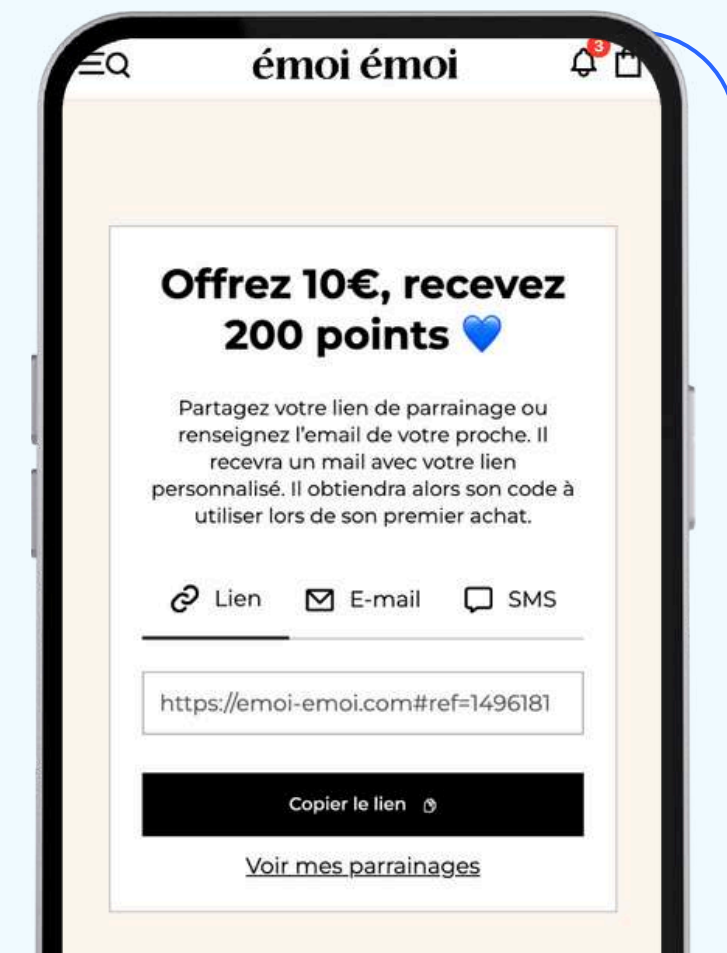 émoi émoi
3
Offrez 10€, recevez
200 points 💙
Partagez votre lien de parrainage ou
renseignez l'email de votre proche. Il
recevra un mail avec votre lien
personnalisé. Il obtiendra alors son code à
utiliser lors de son premier achat.
Lien E-mail SMS
https://emoi-emoi.com#ref=1496181
Copier le lien
Voir mes parrainages